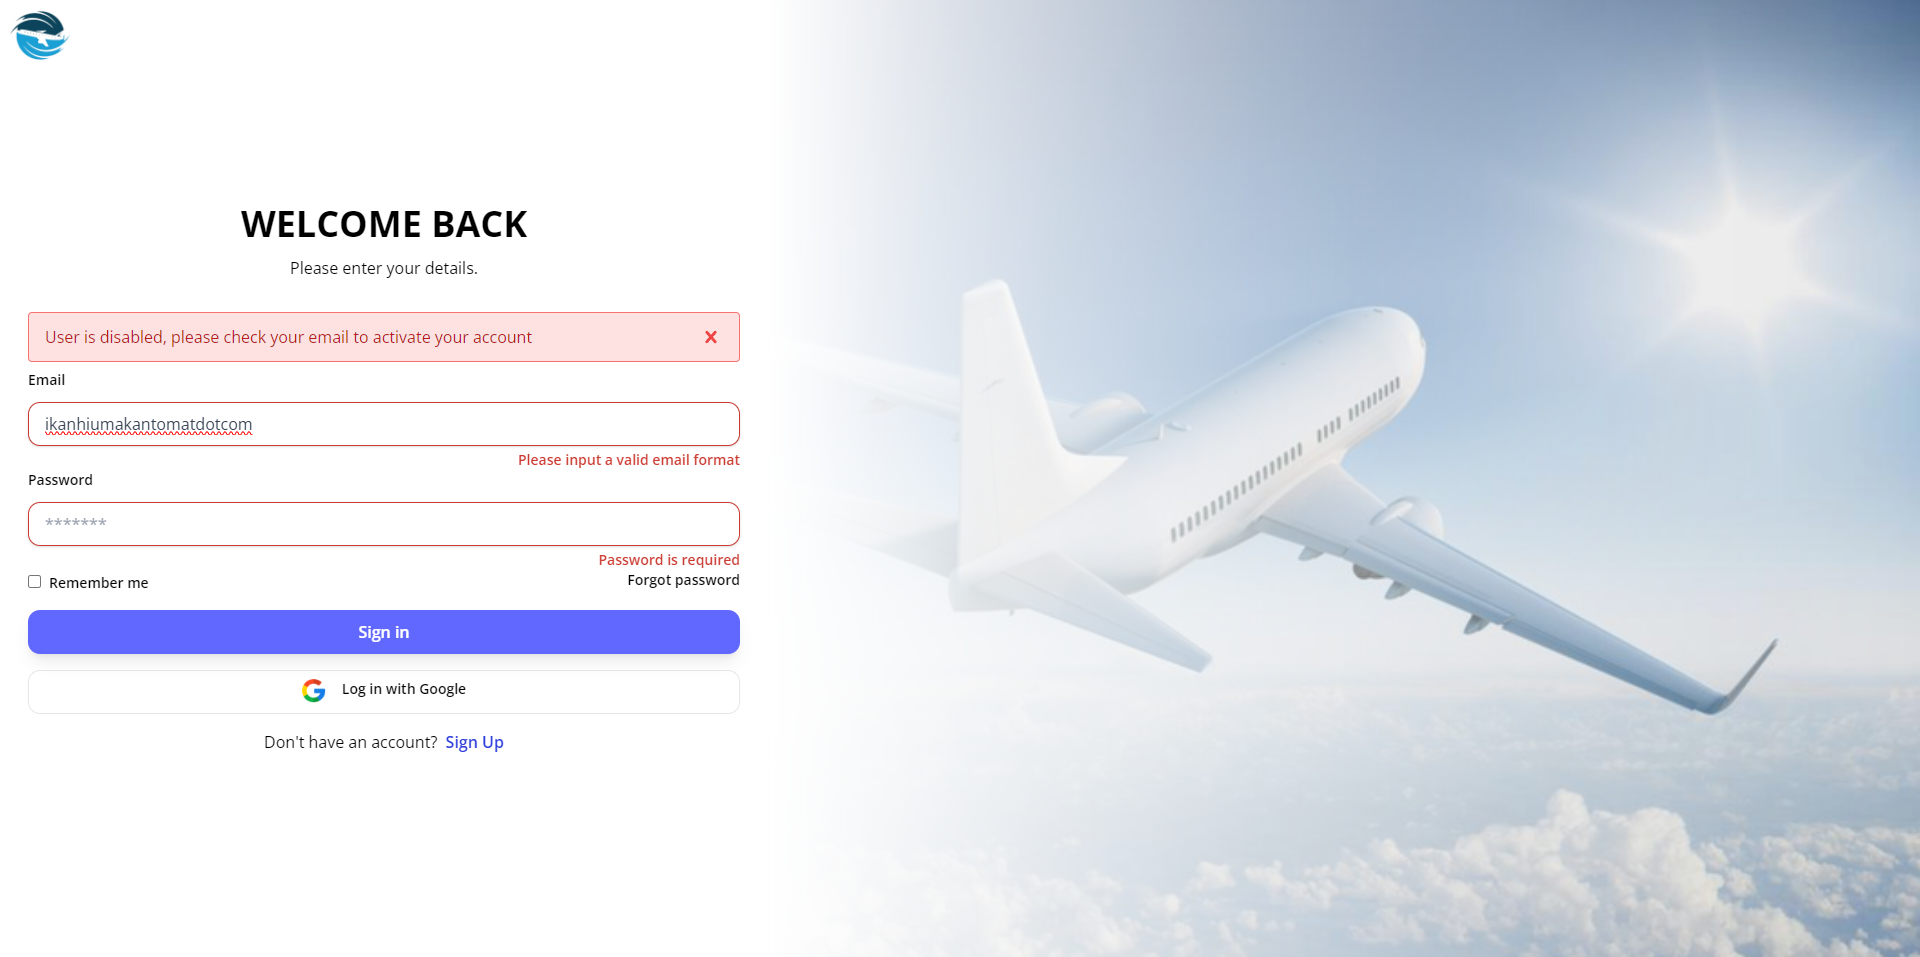 WELCOME BACK
Please enter your details.
User is disabled, please check your email to activate your account
Email
ikanhiumakantomatdotcom
Please input a valid email format
Password
*******
Password is required
Remember me
Forgot password
Sign in
Log in with Google
Don't have an account? Sign Up